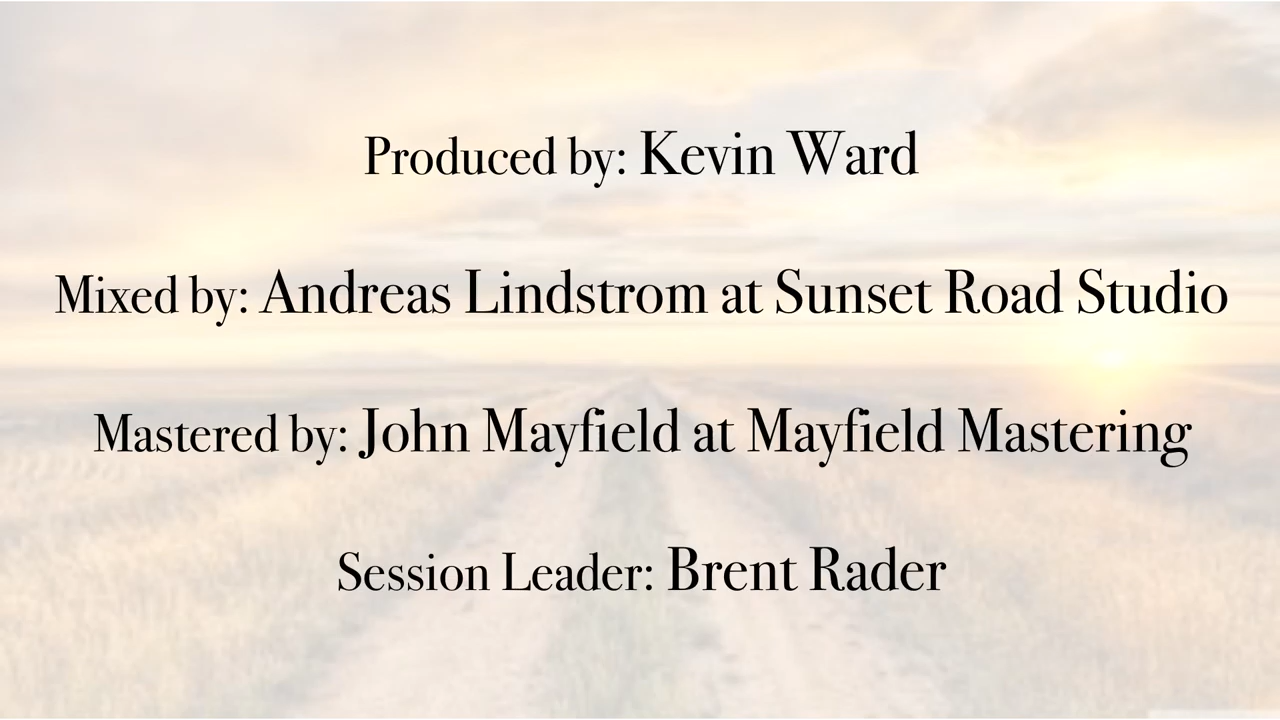 Produced by: Kevin Ward
Mixed by: Andreas Lindstrom at Sunset Road Studio
Mastered by: John Mayfield at Mayfield Mastering
Session Leader: Brent Rader